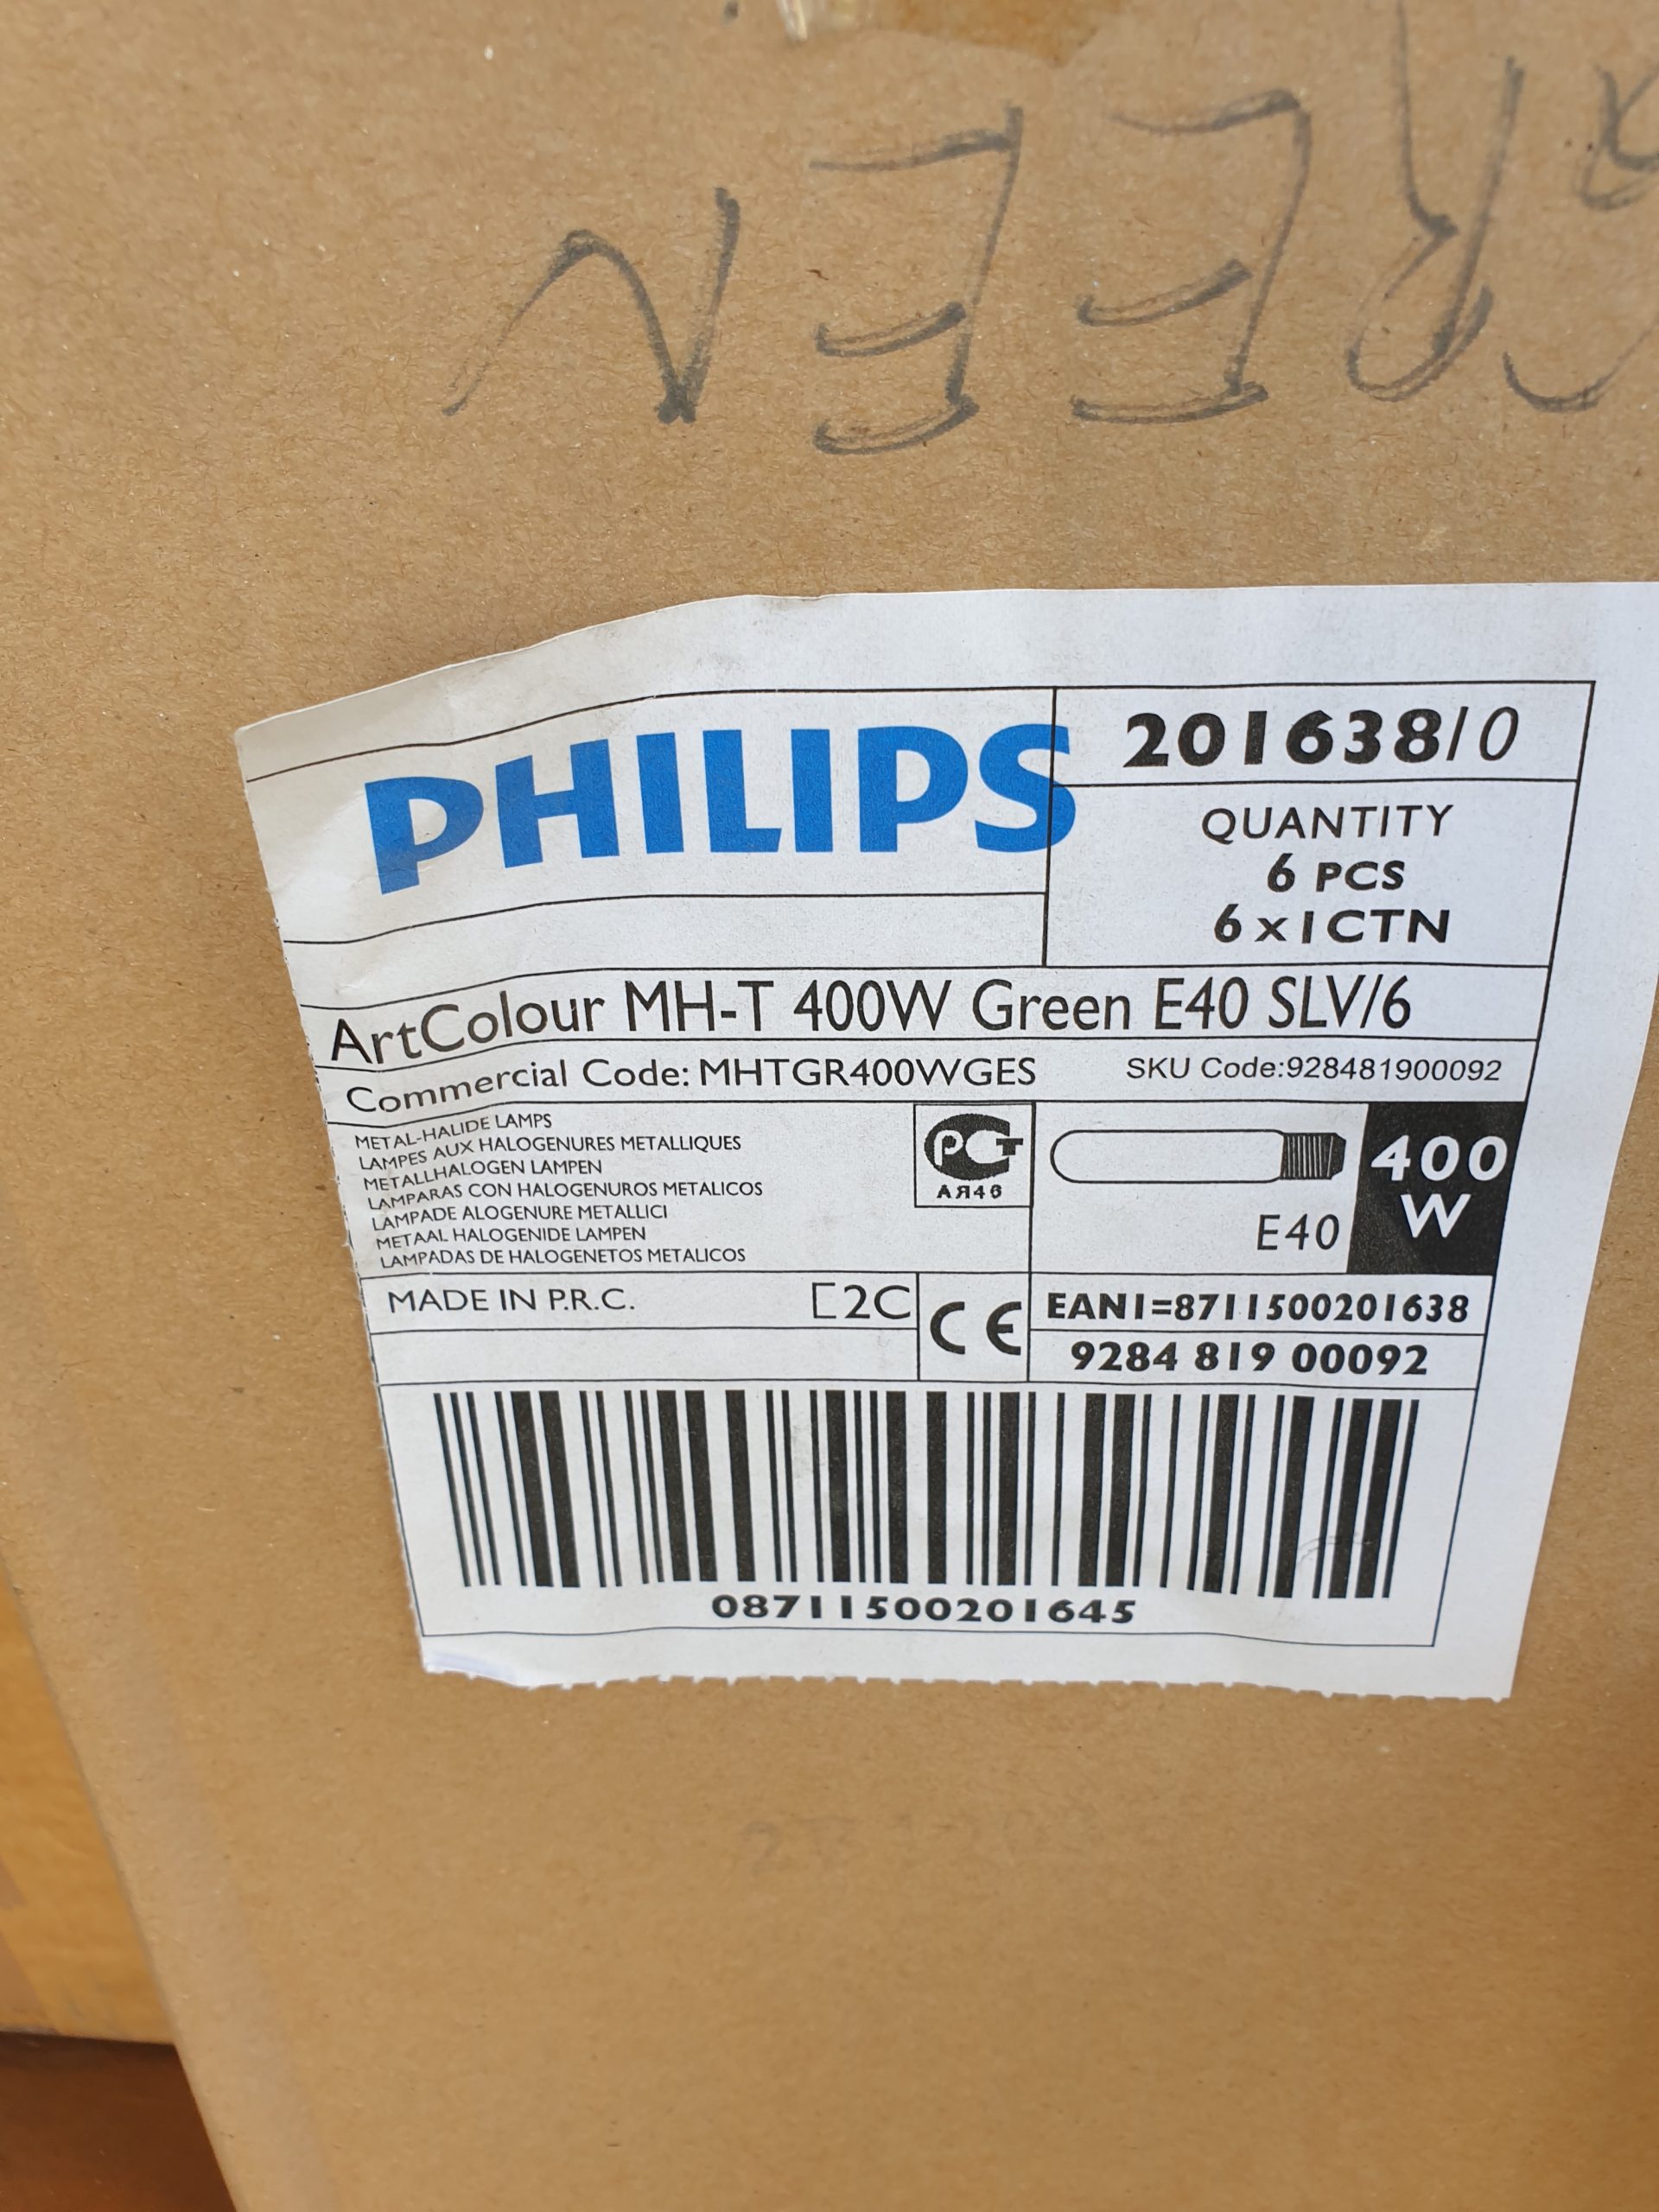 GREEN
PHILIPS
201638/0
QUANTITY
6 PCS
6 x 1 CTN
ArtColour MH-T 400W Green E40 SLV/6
Commercial Code: MHTGR400WGES SKU Code:928481900092
METAL-HALIDE LAMPS
LAMPES AUX HALOGENURES METALLIQUES
METALLHALOGEN LAMPEN
LAMPARAS CON HALOGENUROS METALICOS
LAMPADE ALOGENURE METALLICI
METAAL HALOGENIDE LAMPEN
LAMPADAS DE HALOGENETOS METALICOS
РСТ
АЯ46
E40
400
W
MADE IN P.R.C.
2C
CE
EAN1=8711500201638
9284 819 00092
08711500201645